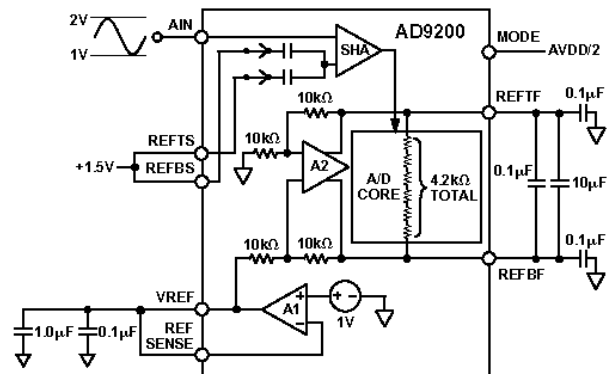 2V
1V
AIN
SHA
AD9200
MODE
AVDD/2
10kΩ
REFTF
0.1µF
REFTS
REFBS
+1.5V
10kΩ
A2
A/D
CORE
4.2kΩ
TOTAL
0.1µF
10µF
10kΩ
10kΩ
0.1µF
REFBF
VREF
A1
1V
1.0µF
0.1µF
REF
SENSE